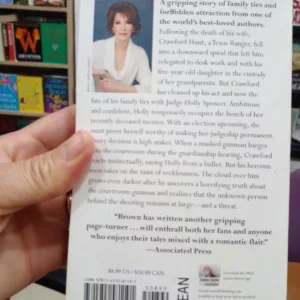 A gripping story of family ties and
forbidden attraction from one of
the world's best-loved authors.
Following the death of his wife,
Crawford Hunt, a Texas Ranger, fell
into a downward spiral that left him
relegated to desk work and with his
five-year-old daughter in the custody
of her grandparents. But Crawford
has cleaned up his act and now the
fate of his family lies with Judge Holly Spencer. Ambitious
and confident, Holly temporarily occupies the bench of her
recently deceased mentor. With an election upcoming, she
must prove herself worthy of making her judgeship permanent.
Every decision is high stakes. When a masked gunman barges
into the courtroom during the guardianship hearing, Crawford
reacts instinctually, saving Holly from a bullet. But his heroism
soon takes on the taint of recklessness. The cloud over him
grows even darker after he uncovers a horrifying truth about
the courtroom gunman and realizes that the unknown person
behind the shooting remains at large—and a threat.
"Brown has written another gripping
page-turner ... will enthrall both her fans and anyone
who enjoys their tales mixed with a romantic flair."
—Associated Press
50899
EAN